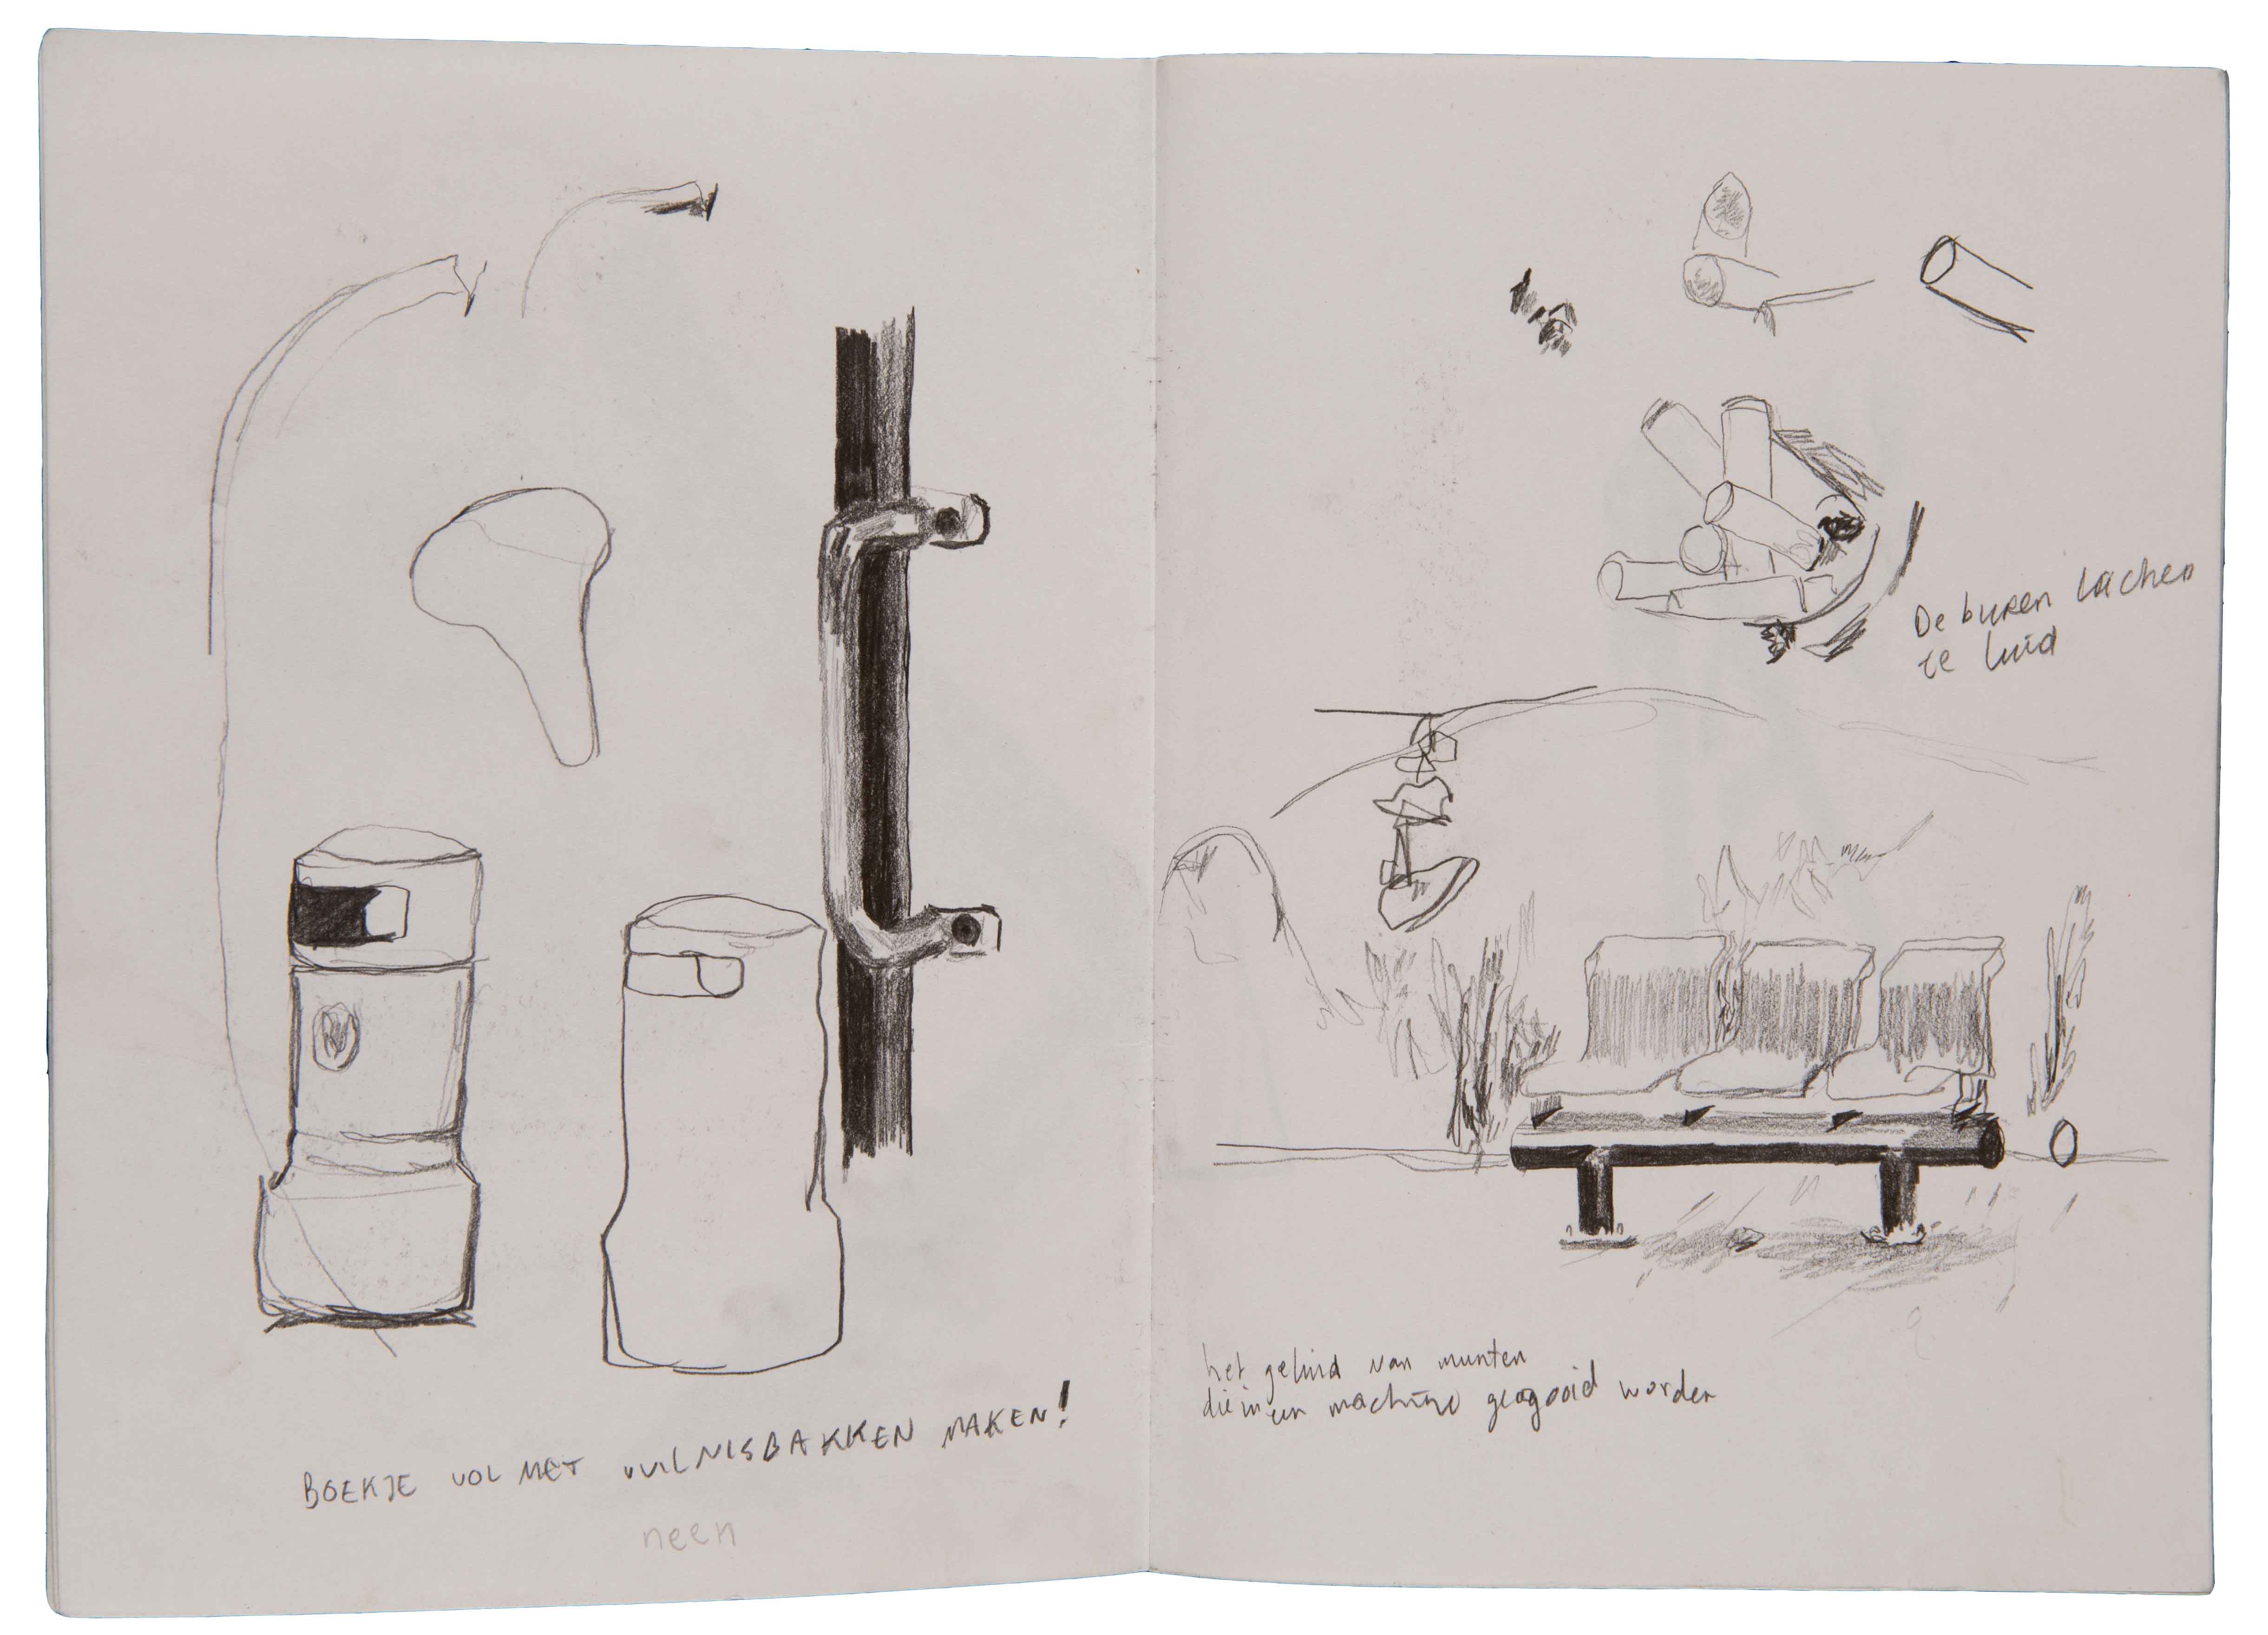 BOEKJE VOL MET VUILNISBAKKEN MAKEN!
neen
De buren lachen
te luid
het geluid van munten
die in een machine gegooid worden